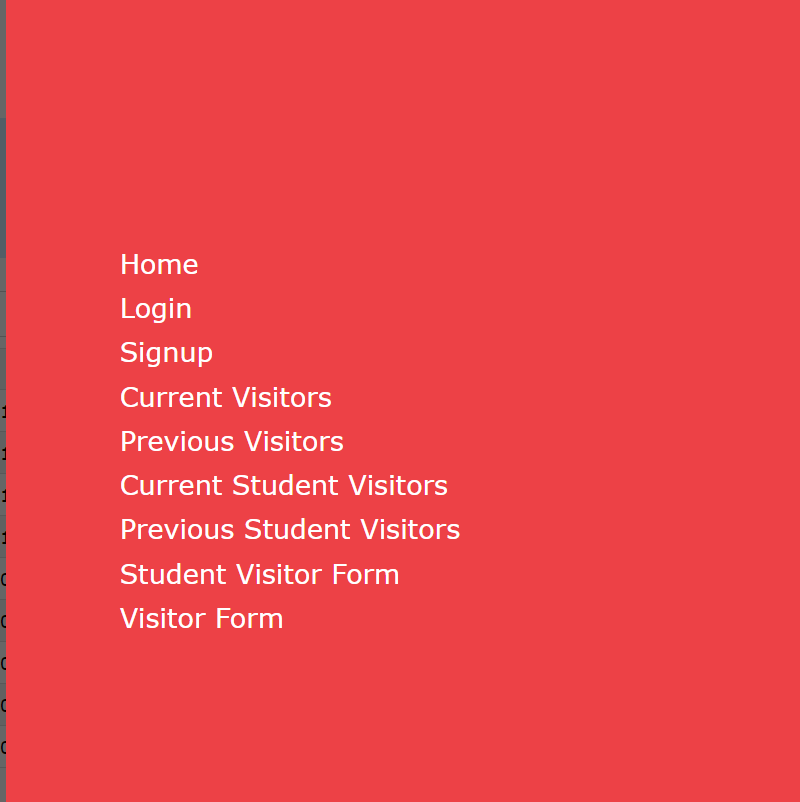 Home
Login
Signup
Current Visitors
Previous Visitors
Current Student Visitors
Previous Student Visitors
Student Visitor Form
Visitor Form